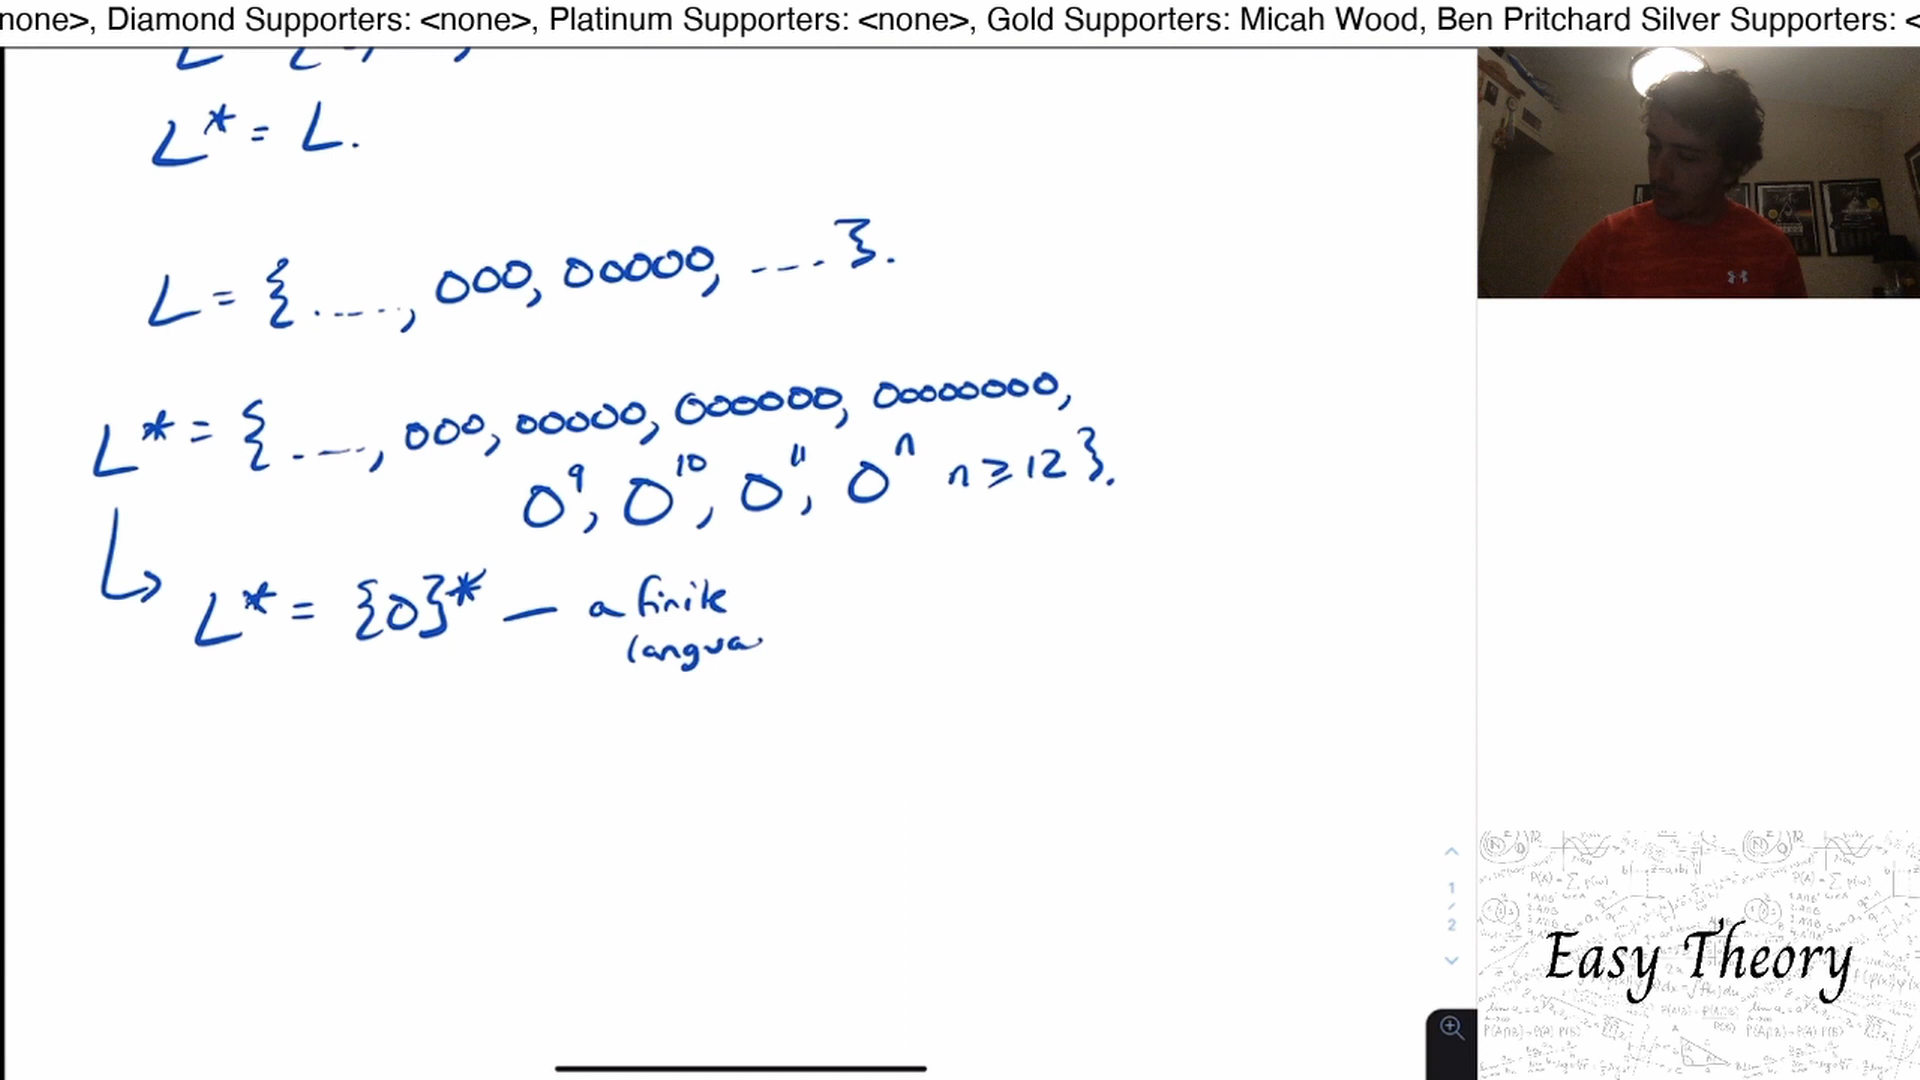 none>, Diamond Supporters: <none>, Platinum Supporters: <none>, Gold Supporters: Micah Wood, Ben Pritchard Silver Supporters: <
L* = L.
L = {....., 000, 00000, ....}.
L* = {....., 000, 00000, 000000, 00000000,
0⁹, 0¹⁰, 0¹¹, 0ⁿ n ≥ 12}.
L* = {0}* — a finite
langua
1
2
Easy Theory